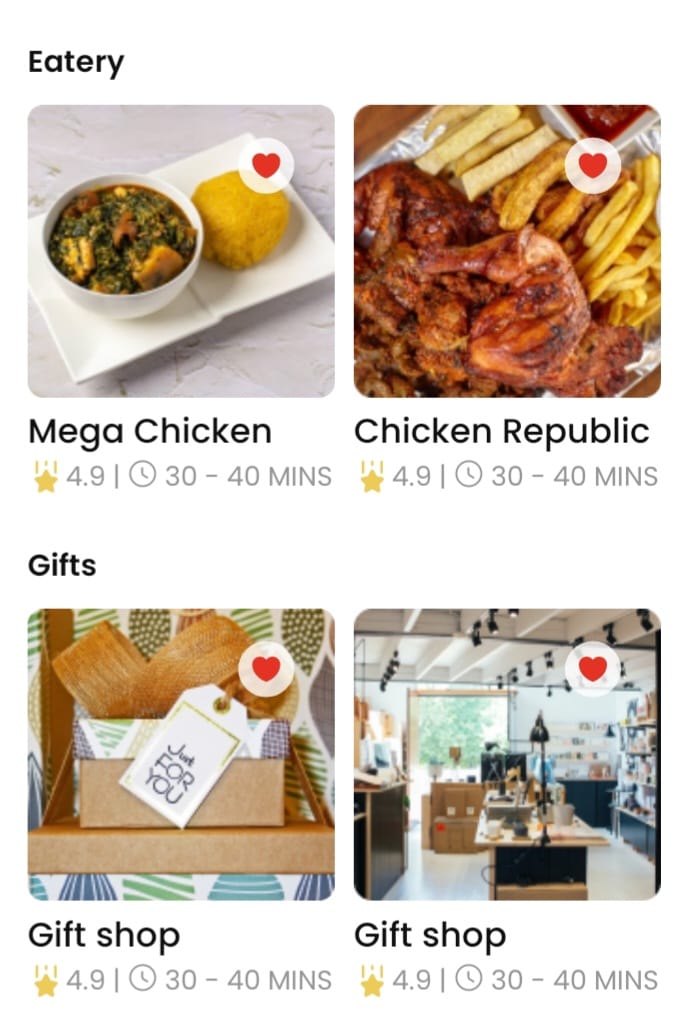 Eatery
Mega Chicken
Chicken Republic
4.9 | 30 - 40 MINS
4.9 | 30 - 40 MINS
Gifts
Just
FOR
YOU
Gift shop
Gift shop
4.9 | 30 - 40 MINS
4.9 | 30 - 40 MINS